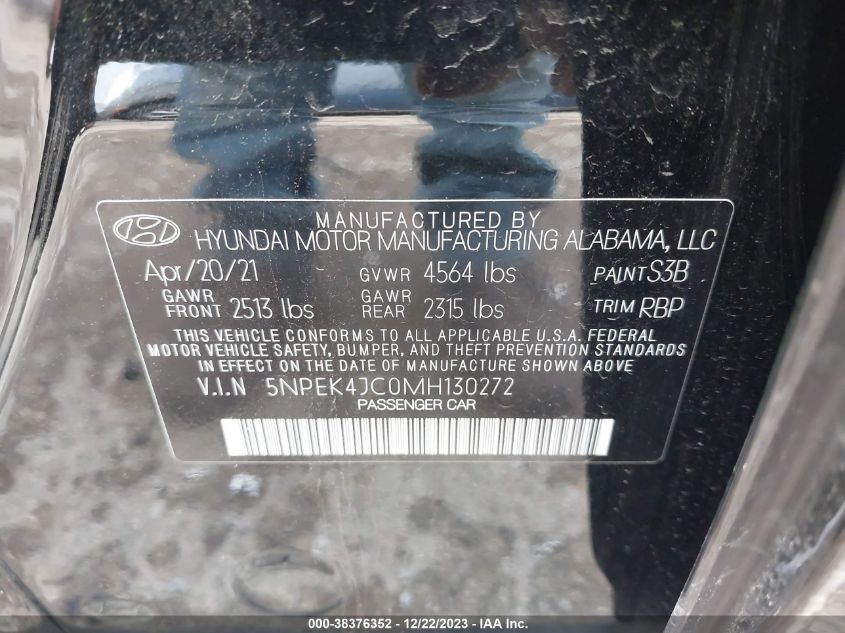 MANUFACTURED BY
HYUNDAI MOTOR MANUFACTURING ALABAMA, LLC
Apr/20/21 GVWR 4564 lbs PAINT S3B
GAWR FRONT 2513 lbs GAWR REAR 2315 lbs TRIM RBP
THIS VEHICLE CONFORMS TO ALL APPLICABLE U.S.A. FEDERAL
MOTOR VEHICLE SAFETY, BUMPER, AND THEFT PREVENTION STANDARDS
IN EFFECT ON THE DATE OF MANUFACTURE SHOWN ABOVE
V.I.N 5NPEK4JC0MH130272
PASSENGER CAR
000-38376352 - 12/22/2023 - IAA Inc.